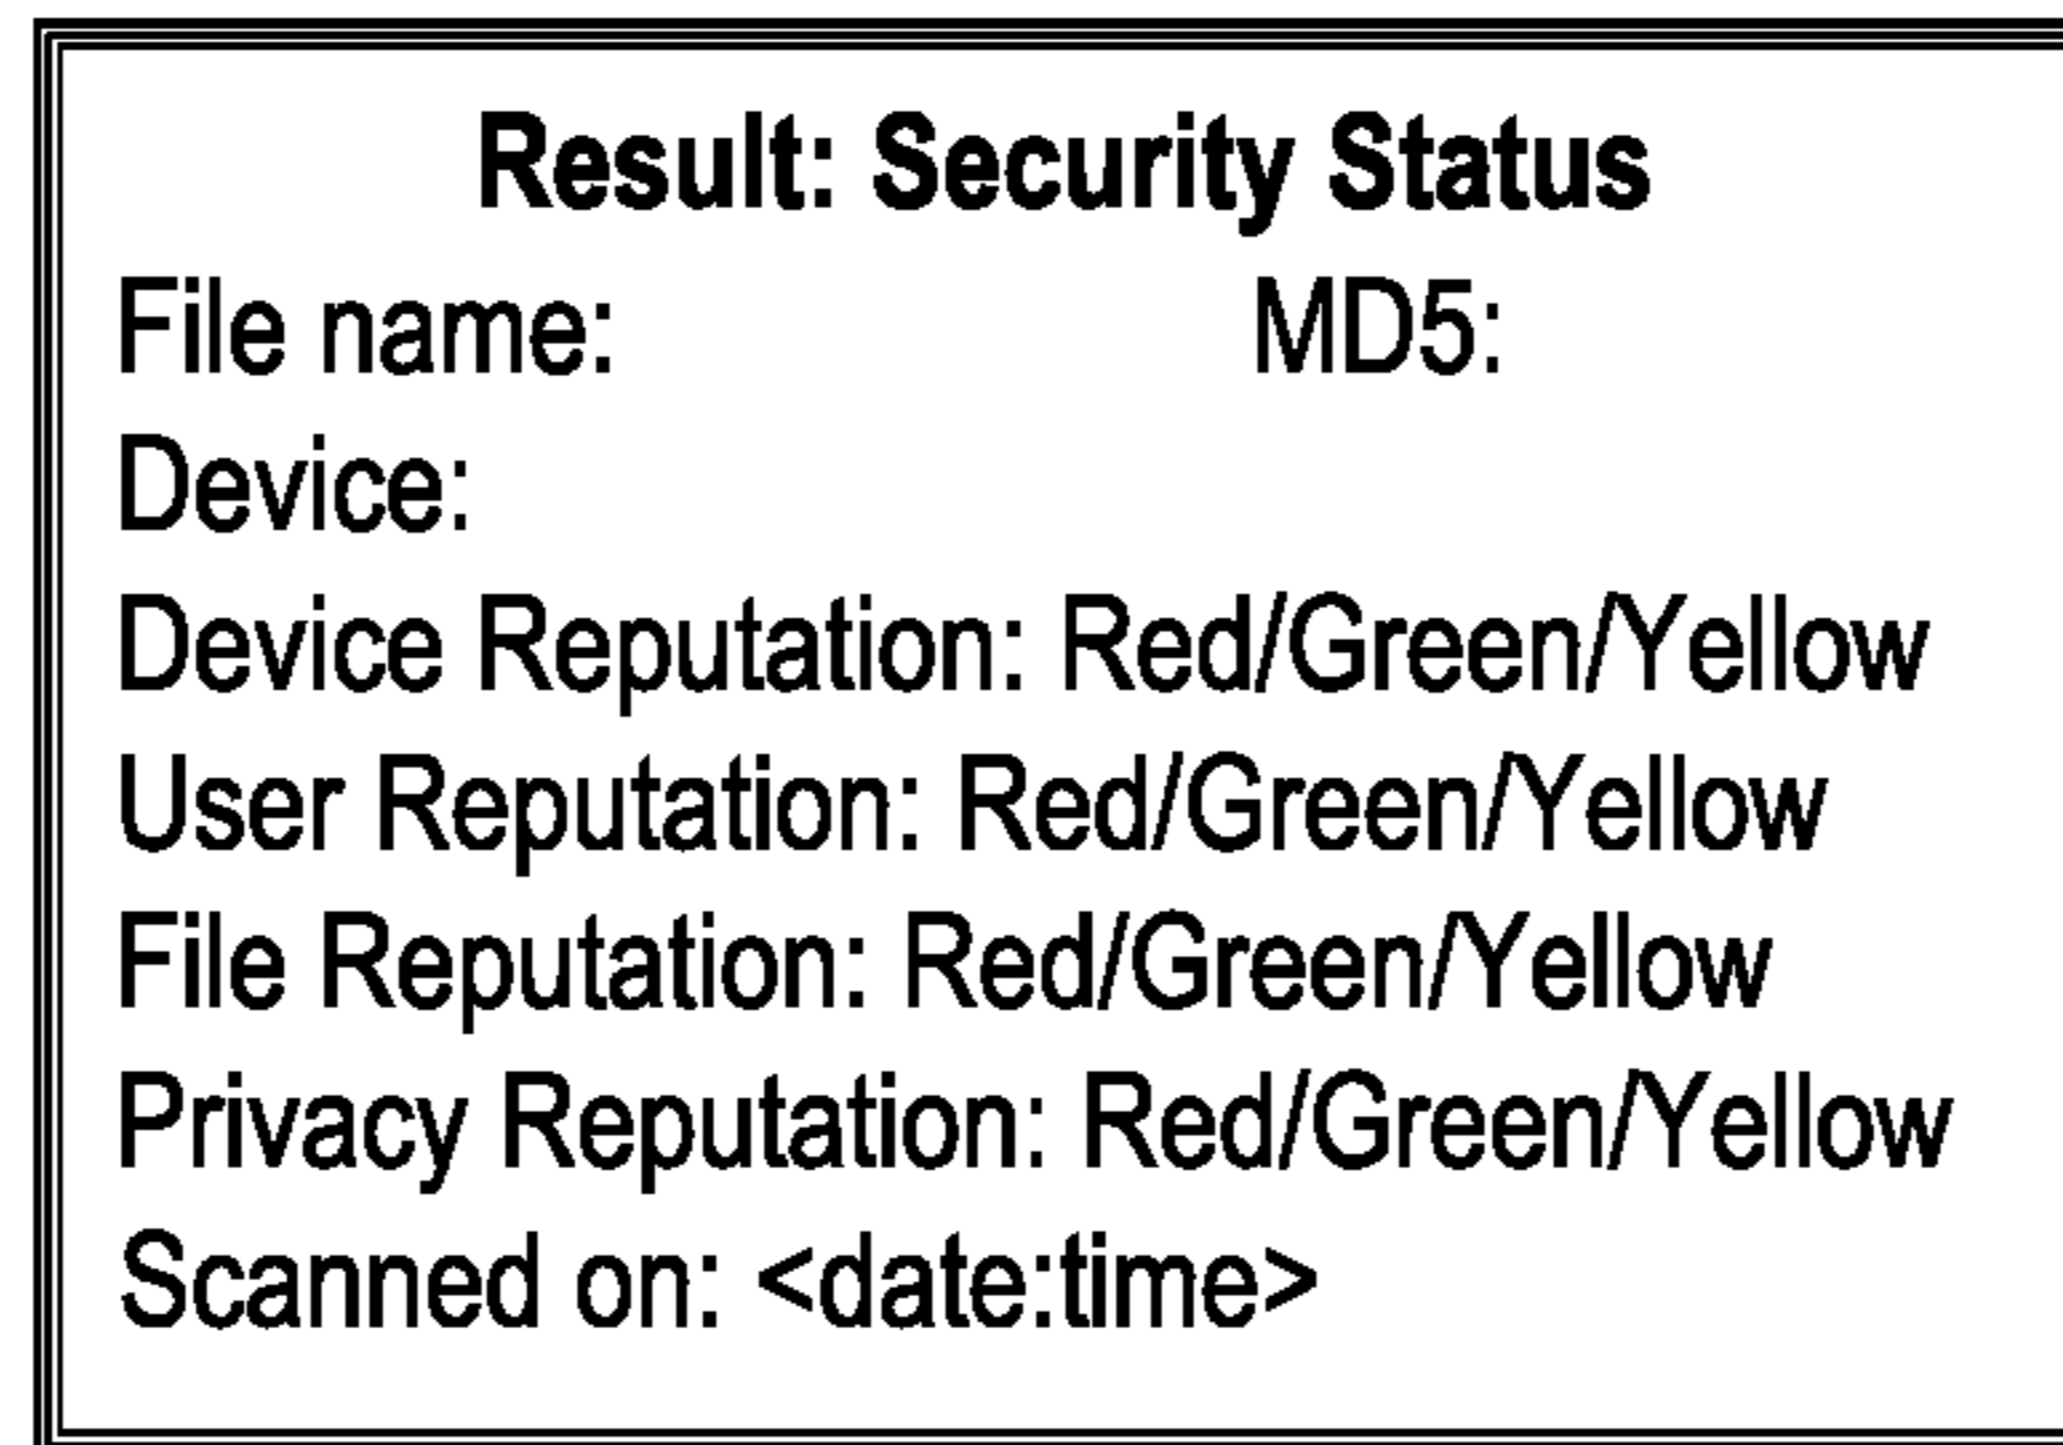 Result: Security Status
File name: MD5:
Device:
Device Reputation: Red/Green/Yellow
User Reputation: Red/Green/Yellow
File Reputation: Red/Green/Yellow
Privacy Reputation: Red/Green/Yellow
Scanned on: <date:time>